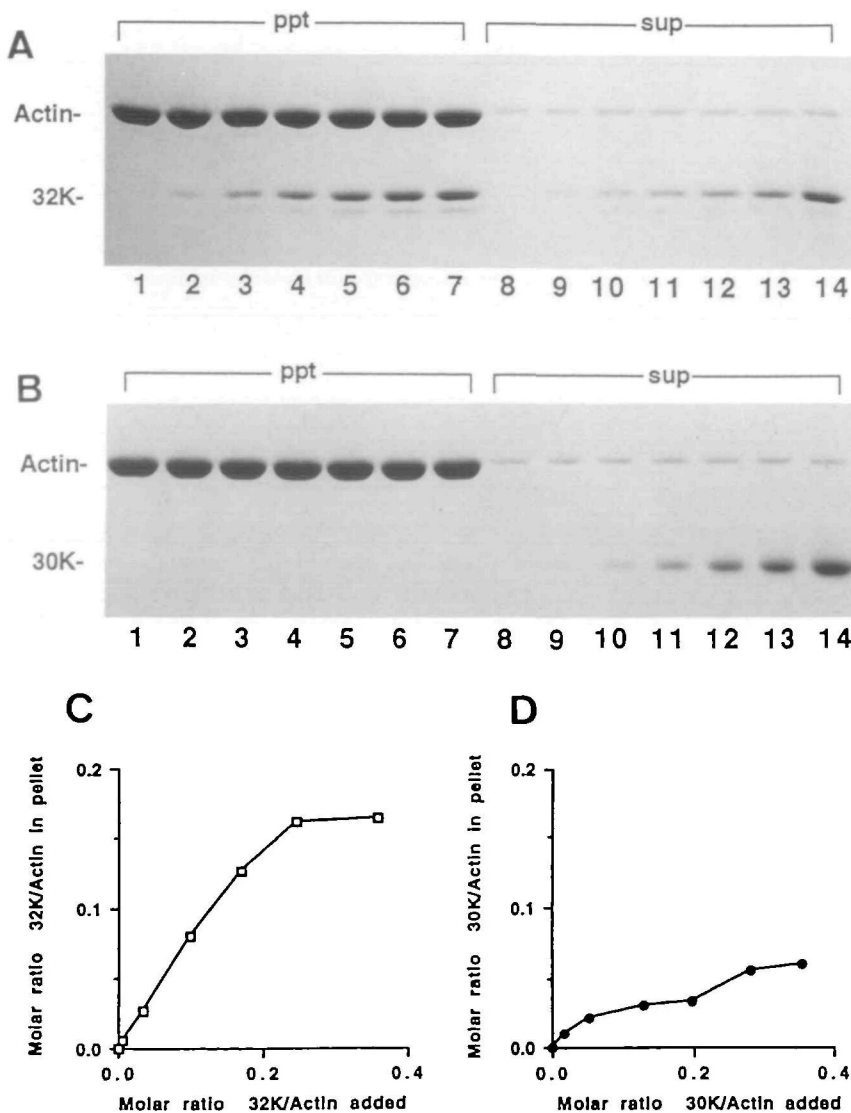 A
ppt
sup
Actin-
32K-
1 2 3 4 5 6 7 8 9 10 11 12 13 14
B
ppt
sup
Actin-
30K-
1 2 3 4 5 6 7 8 9 10 11 12 13 14
C
Molar ratio 32K/Actin in pellet
0.2
0.1
0.0
0.0 0.2 0.4
Molar ratio 32K/Actin added
D
Molar ratio 30K/Actin in pellet
0.2
0.1
0.0
0.0 0.2 0.4
Molar ratio 30K/Actin added